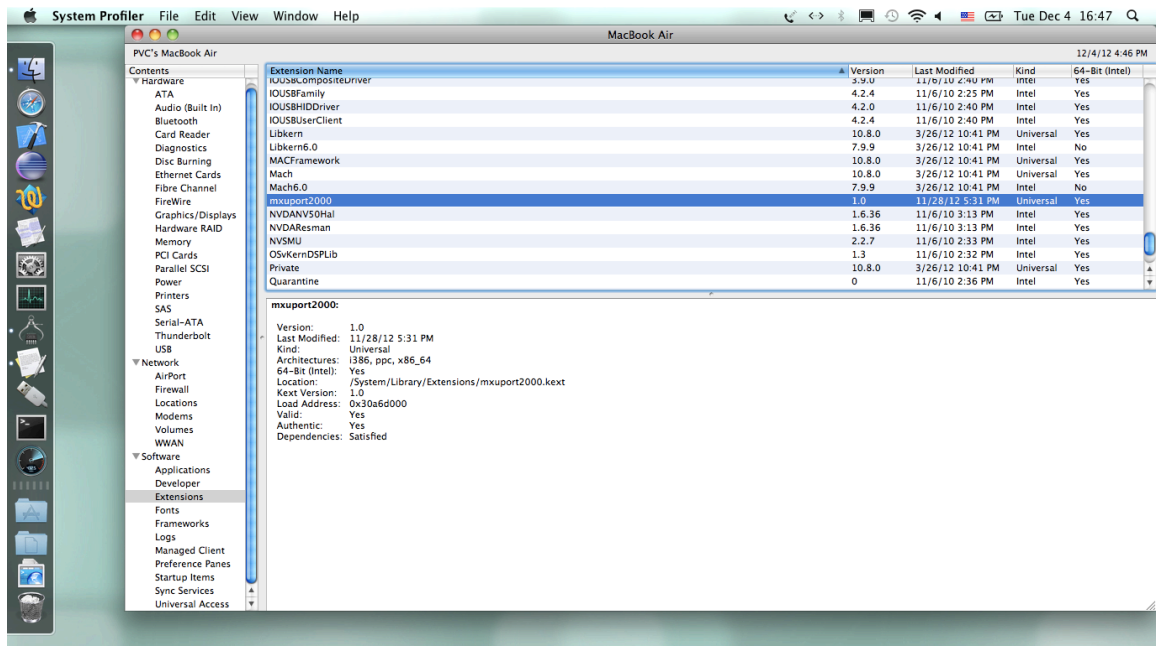 System Profiler File Edit View Window Help Tue Dec 4 16:47
MacBook Air
PVC's MacBook Air 12/4/12 4:46 PM
Contents
Hardware
ATA
Audio (Built In)
Bluetooth
Card Reader
Diagnostics
Disc Burning
Ethernet Cards
Fibre Channel
FireWire
Graphics/Displays
Hardware RAID
Memory
PCI Cards
Parallel SCSI
Power
Printers
SAS
Serial-ATA
Thunderbolt
USB
Network
AirPort
Firewall
Locations
Modems
Volumes
WWAN
Software
Applications
Developer
Extensions
Fonts
Frameworks
Logs
Managed Client
Preference Panes
Startup Items
Sync Services
Universal Access
Extension Name Version Last Modified Kind 64-Bit (Intel)
IOUSBCompositeDriver 3.9.0 11/6/10 2:40 PM Intel Yes
IOUSBFamily 4.2.4 11/6/10 2:25 PM Intel Yes
IOUSBHIDDriver 4.2.0 11/6/10 2:40 PM Intel Yes
IOUSBUserClient 4.2.4 11/6/10 2:40 PM Intel Yes
Libkern 10.8.0 3/26/12 10:41 PM Universal Yes
Libkern6.0 7.9.9 3/26/12 10:41 PM Intel No
MACFramework 10.8.0 3/26/12 10:41 PM Universal Yes
Mach 10.8.0 3/26/12 10:41 PM Universal Yes
Mach6.0 7.9.9 3/26/12 10:41 PM Intel No
mxuport2000 1.0 11/28/12 5:31 PM Universal Yes
NVDANV50Hal 1.6.36 11/6/10 3:13 PM Intel Yes
NVDAResman 1.6.36 11/6/10 3:13 PM Intel Yes
NVSMU 2.2.7 11/6/10 2:33 PM Intel Yes
OSvKernDSPLib 1.3 11/6/10 2:32 PM Intel Yes
Private 10.8.0 3/26/12 10:41 PM Universal Yes
Quarantine 0 11/6/10 2:36 PM Intel Yes
mxuport2000:
Version: 1.0
Last Modified: 11/28/12 5:31 PM
Kind: Universal
Architectures: i386, ppc, x86_64
64-Bit (Intel): Yes
Location: /System/Library/Extensions/mxuport2000.kext
Kext Version: 1.0
Load Address: 0x30a6d000
Valid: Yes
Authentic: Yes
Dependencies: Satisfied